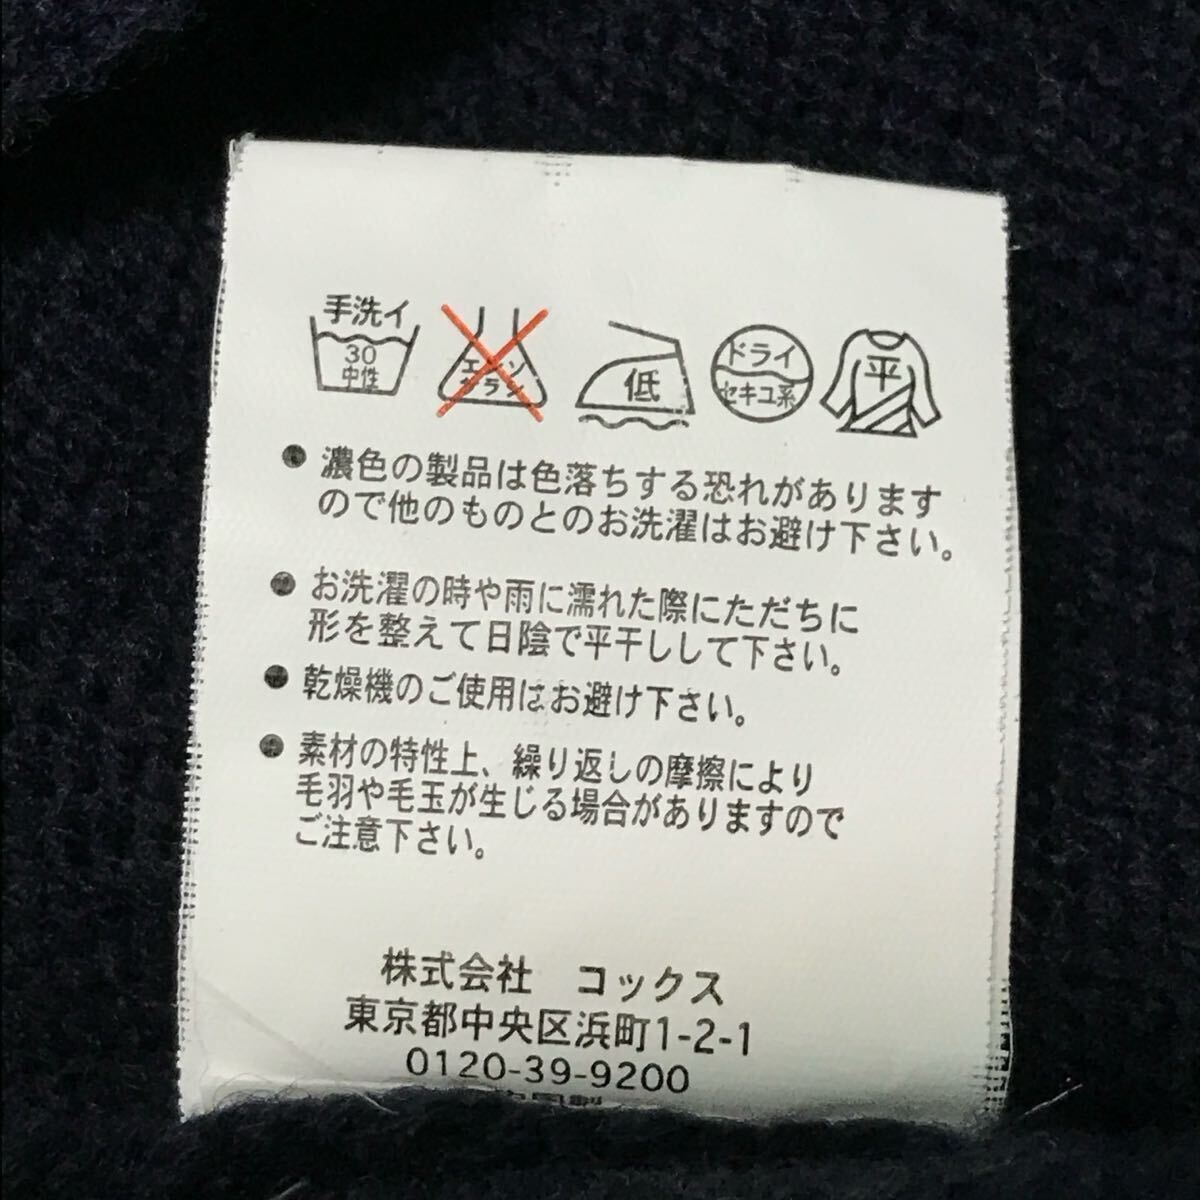 手洗イ
30
中性
エンソ
サラシ
低
ドライ
セキユ系
平
● 濃色の製品は色落ちする恐れがあります
ので他のものとのお洗濯はお避け下さい。
● お洗濯の時や雨に濡れた際にただちに
形を整えて日陰で平干しして下さい。
● 乾燥機のご使用はお避け下さい。
● 素材の特性上、繰り返しの摩擦により
毛羽や毛玉が生じる場合がありますので
ご注意下さい。
株式会社 コックス
東京都中央区浜町1-2-1
0120-39-9200